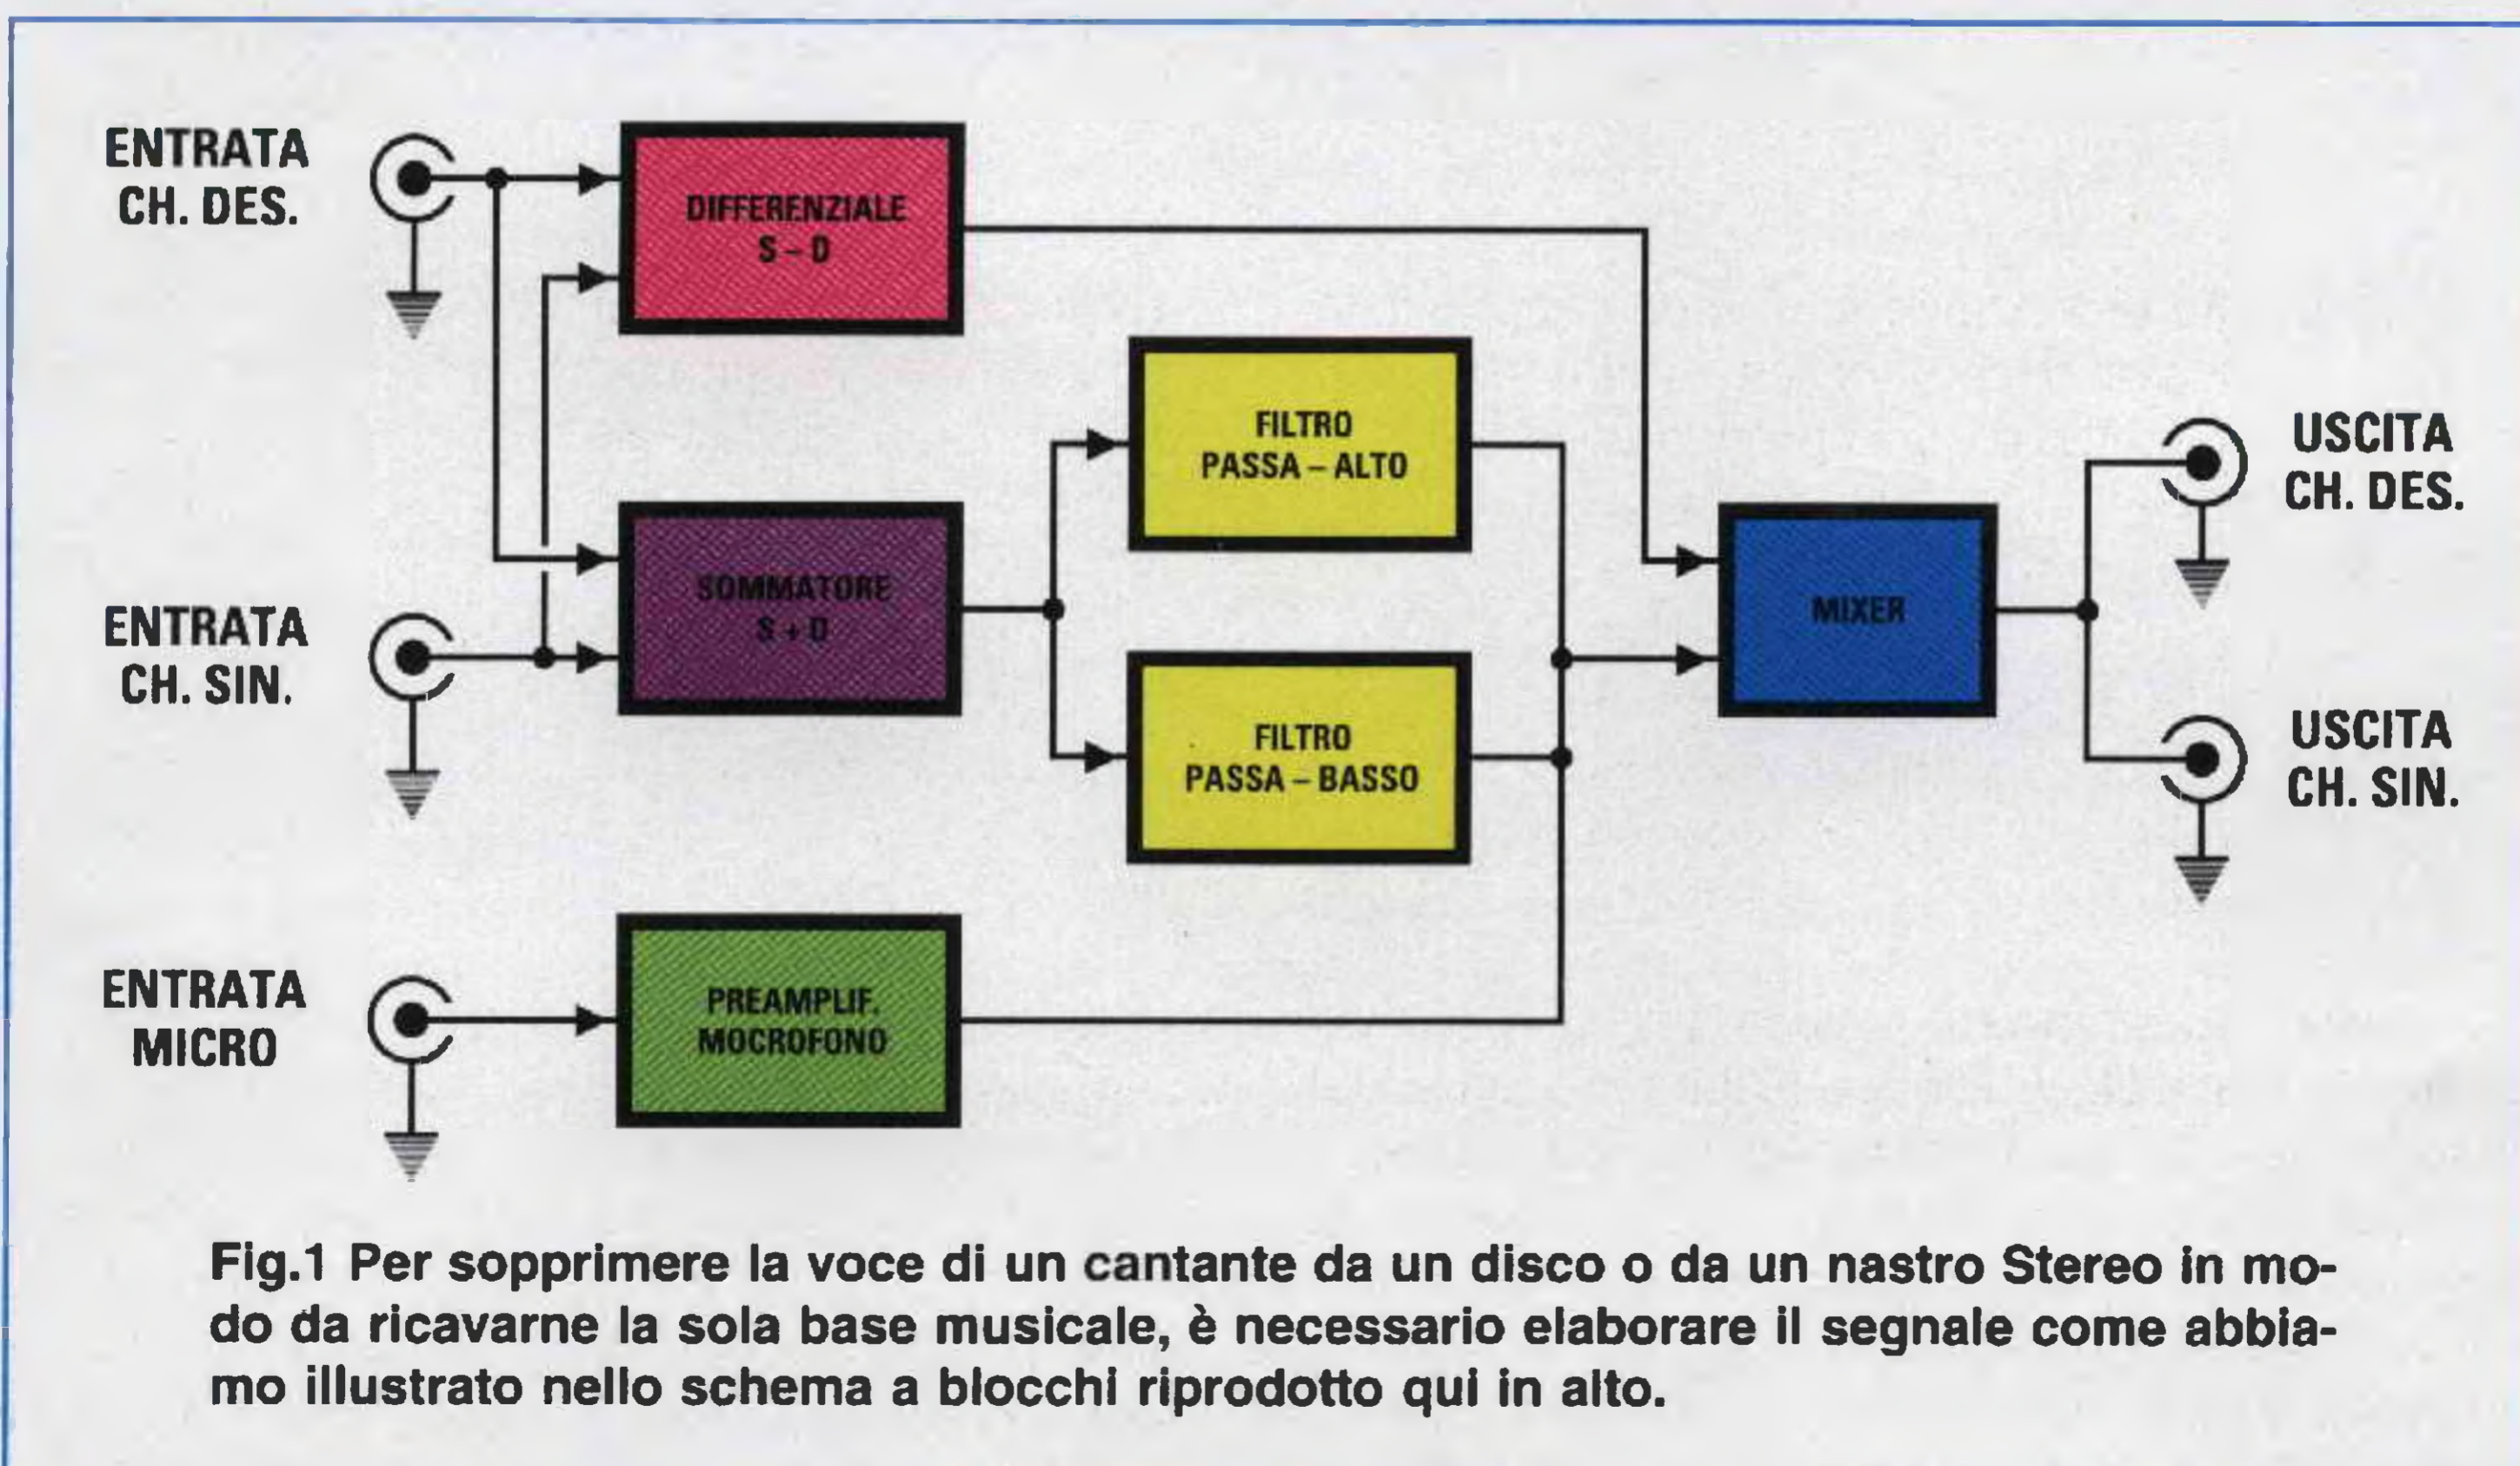 ENTRATA
CH. DES.
DIFFERENZIALE
S – D
FILTRO
PASSA – ALTO
USCITA
CH. DES.
SOMMATORE
S + D
MIXER
ENTRATA
CH. SIN.
FILTRO
PASSA – BASSO
USCITA
CH. SIN.
ENTRATA
MICRO
PREAMPLIF.
MOCROFONO
Fig.1 Per sopprimere la voce di un cantante da un disco o da un nastro Stereo in mo-
do da ricavarne la sola base musicale, è necessario elaborare il segnale come abbia-
mo illustrato nello schema a blocchi riprodotto qui in alto.